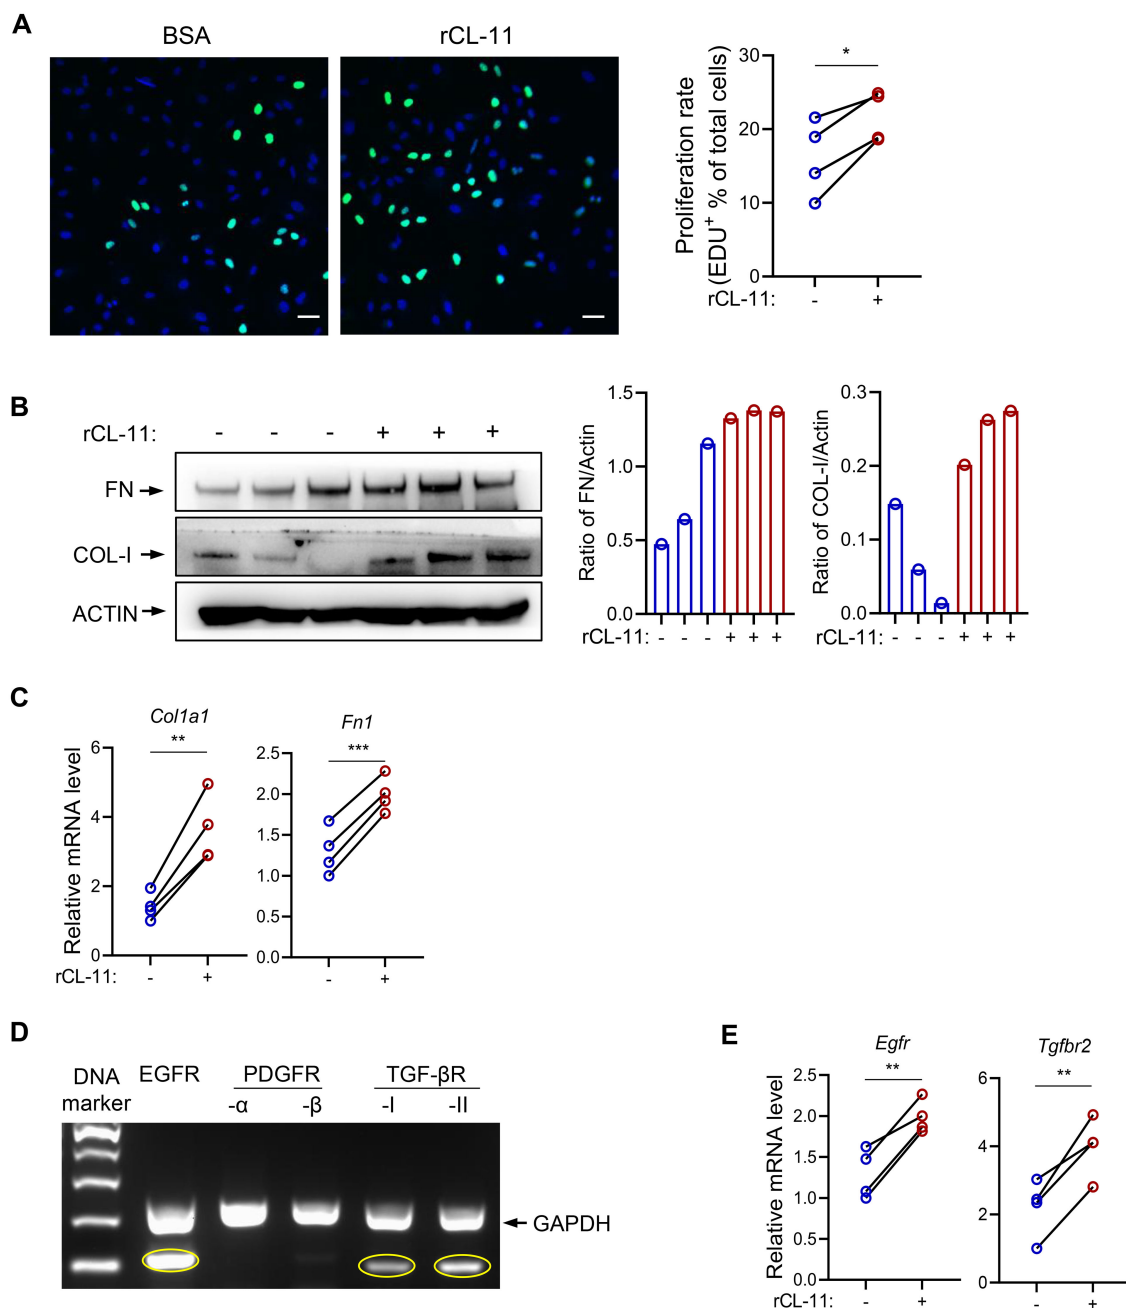 A
BSA
rCL-11
Proliferation rate
(EDU+ % of total cells)
30
20
10
0
*
rCL-11: - +
B
rCL-11: - - - + + +
FN
COL-I
ACTIN
Ratio of FN/Actin
1.5
1.0
0.5
0.0
rCL-11: - - - + + +
Ratio of COL-I/Actin
0.3
0.2
0.1
0.0
rCL-11: - - - + + +
C
Relative mRNA level
Col1a1
**
6
4
2
0
rCL-11: - +
Fn1
***
2.5
2.0
1.5
1.0
0.5
0.0
- +
D
DNA
marker
EGFR
PDGFR
-α -β
TGF-βR
-I -II
GAPDH
E
Relative mRNA level
Egfr
**
2.5
2.0
1.5
1.0
0.5
0.0
rCL-11: - +
Tgfbr2
**
6
4
2
0
- +